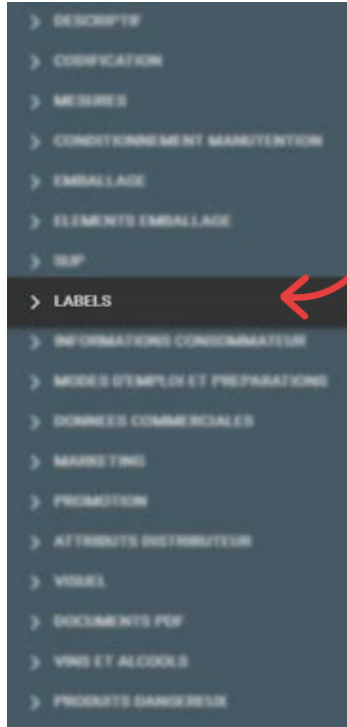 DESCRIPTIF
CODIFICATION
MESURES
CONDITIONNEMENT MANUTENTION
EMBALLAGE
ELEMENTS EMBALLAGE
SUP
LABELS
INFORMATIONS CONSOMMATEUR
MODES D'EMPLOI ET PREPARATIONS
DONNEES COMMERCIALES
MARKETING
PROMOTION
ATTRIBUTS DISTRIBUTEUR
VISUEL
DOCUMENTS PDF
VINS ET ALCOOLS
PRODUITS DANGEREUX